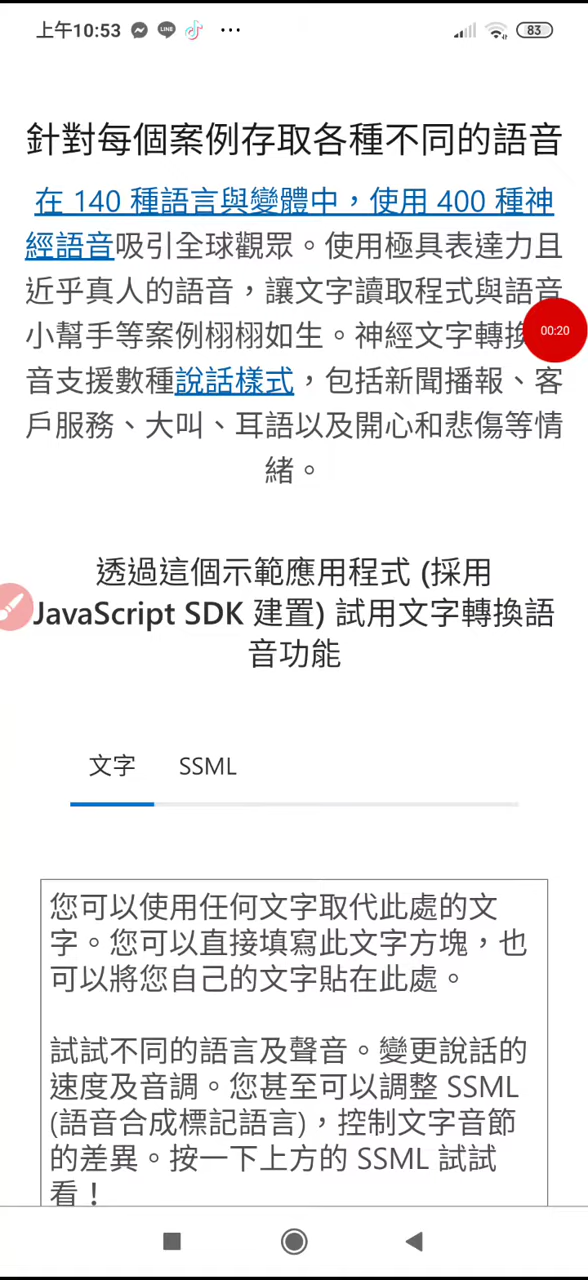 上午10:53
83
針對每個案例存取各種不同的語音
在 140 種語言與變體中，使用 400 種神
經語音吸引全球觀眾。使用極具表達力且
近乎真人的語音，讓文字讀取程式與語音
小幫手等案例栩栩如生。神經文字轉換
00:20
音支援數種說話樣式，包括新聞播報、客
戶服務、大叫、耳語以及開心和悲傷等情
緒。
透過這個示範應用程式 (採用
JavaScript SDK 建置) 試用文字轉換語
音功能
文字 SSML
您可以使用任何文字取代此處的文
字。您可以直接填寫此文字方塊，也
可以將您自己的文字貼在此處。
試試不同的語言及聲音。變更說話的
速度及音調。您甚至可以調整 SSML
(語音合成標記語言)，控制文字音節
的差異。按一下上方的 SSML 試試
看！